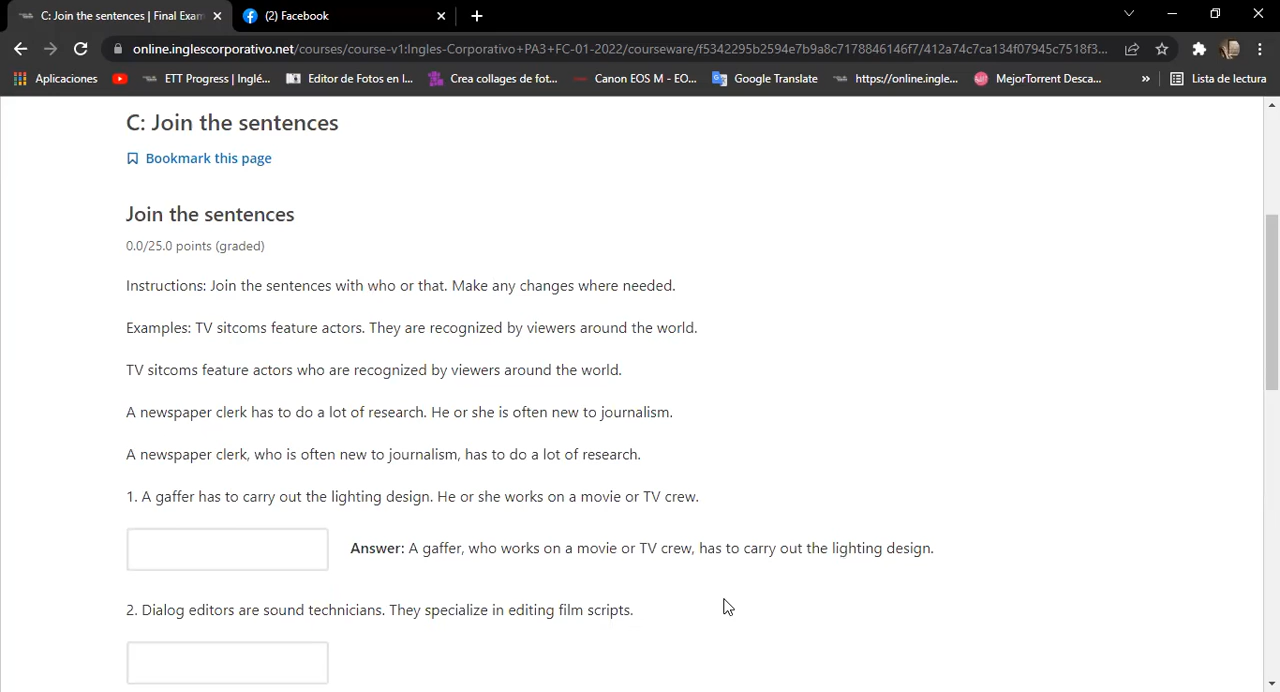 C: Join the sentences | Final Exam
(2) Facebook
online.inglescorporativo.net/courses/course-v1:Ingles-Corporativo+PA3+FC-01-2022/courseware/f5342295b2594e7b9a8c7178846146f7/412a74c7ca134f07945c7518f3...
Aplicaciones ETT Progress | Inglé... Editor de Fotos en l... Crea collages de fot... Canon EOS M - EO... Google Translate https://online.ingle... MejorTorrent Desca... » Lista de lectura
C: Join the sentences
Bookmark this page
Join the sentences
0.0/25.0 points (graded)
Instructions: Join the sentences with who or that. Make any changes where needed.
Examples: TV sitcoms feature actors. They are recognized by viewers around the world.
TV sitcoms feature actors who are recognized by viewers around the world.
A newspaper clerk has to do a lot of research. He or she is often new to journalism.
A newspaper clerk, who is often new to journalism, has to do a lot of research.
1. A gaffer has to carry out the lighting design. He or she works on a movie or TV crew.
Answer: A gaffer, who works on a movie or TV crew, has to carry out the lighting design.
2. Dialog editors are sound technicians. They specialize in editing film scripts.